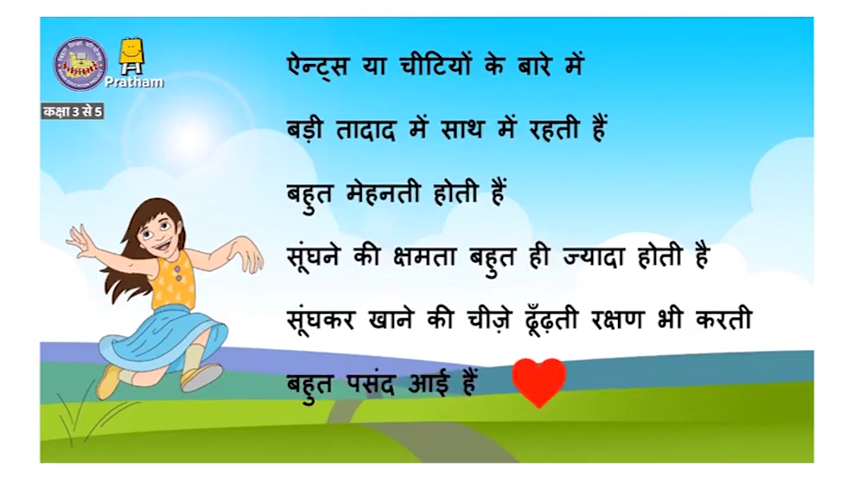 Pratham
कक्षा 3 से 5
ऐन्ट्स या चीटियों के बारे में
बड़ी तादाद में साथ में रहती हैं
बहुत मेहनती होती हैं
सूंघने की क्षमता बहुत ही ज्यादा होती है
सूंघकर खाने की चीज़े ढूँढ़ती रक्षण भी करती
बहुत पसंद आई हैं